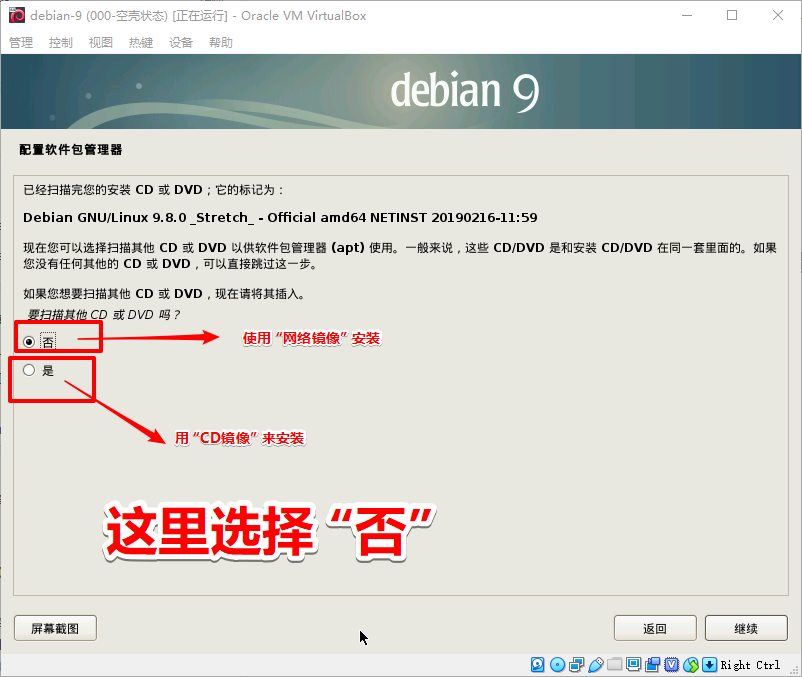 debian-9 (000-空壳状态) [正在运行] - Oracle VM VirtualBox
管理 控制 视图 热键 设备 帮助
debian 9
配置软件包管理器
已经扫描完您的安装 CD 或 DVD；它的标记为：
Debian GNU/Linux 9.8.0 _Stretch_ - Official amd64 NETINST 20190216-11:59
现在您可以选择扫描其他 CD 或 DVD 以供软件包管理器 (apt) 使用。一般来说，这些 CD/DVD 是和安装 CD/DVD 在同一套里面的。如果
您没有任何其他的 CD 或 DVD，可以直接跳过这一步。
如果您想要扫描其他 CD 或 DVD，现在请将其插入。
要扫描其他 CD 或 DVD 吗？
否
使用“网络镜像”安装
是
用“CD镜像”来安装
这里选择“否”
屏幕截图 返回 继续
Right Ctrl